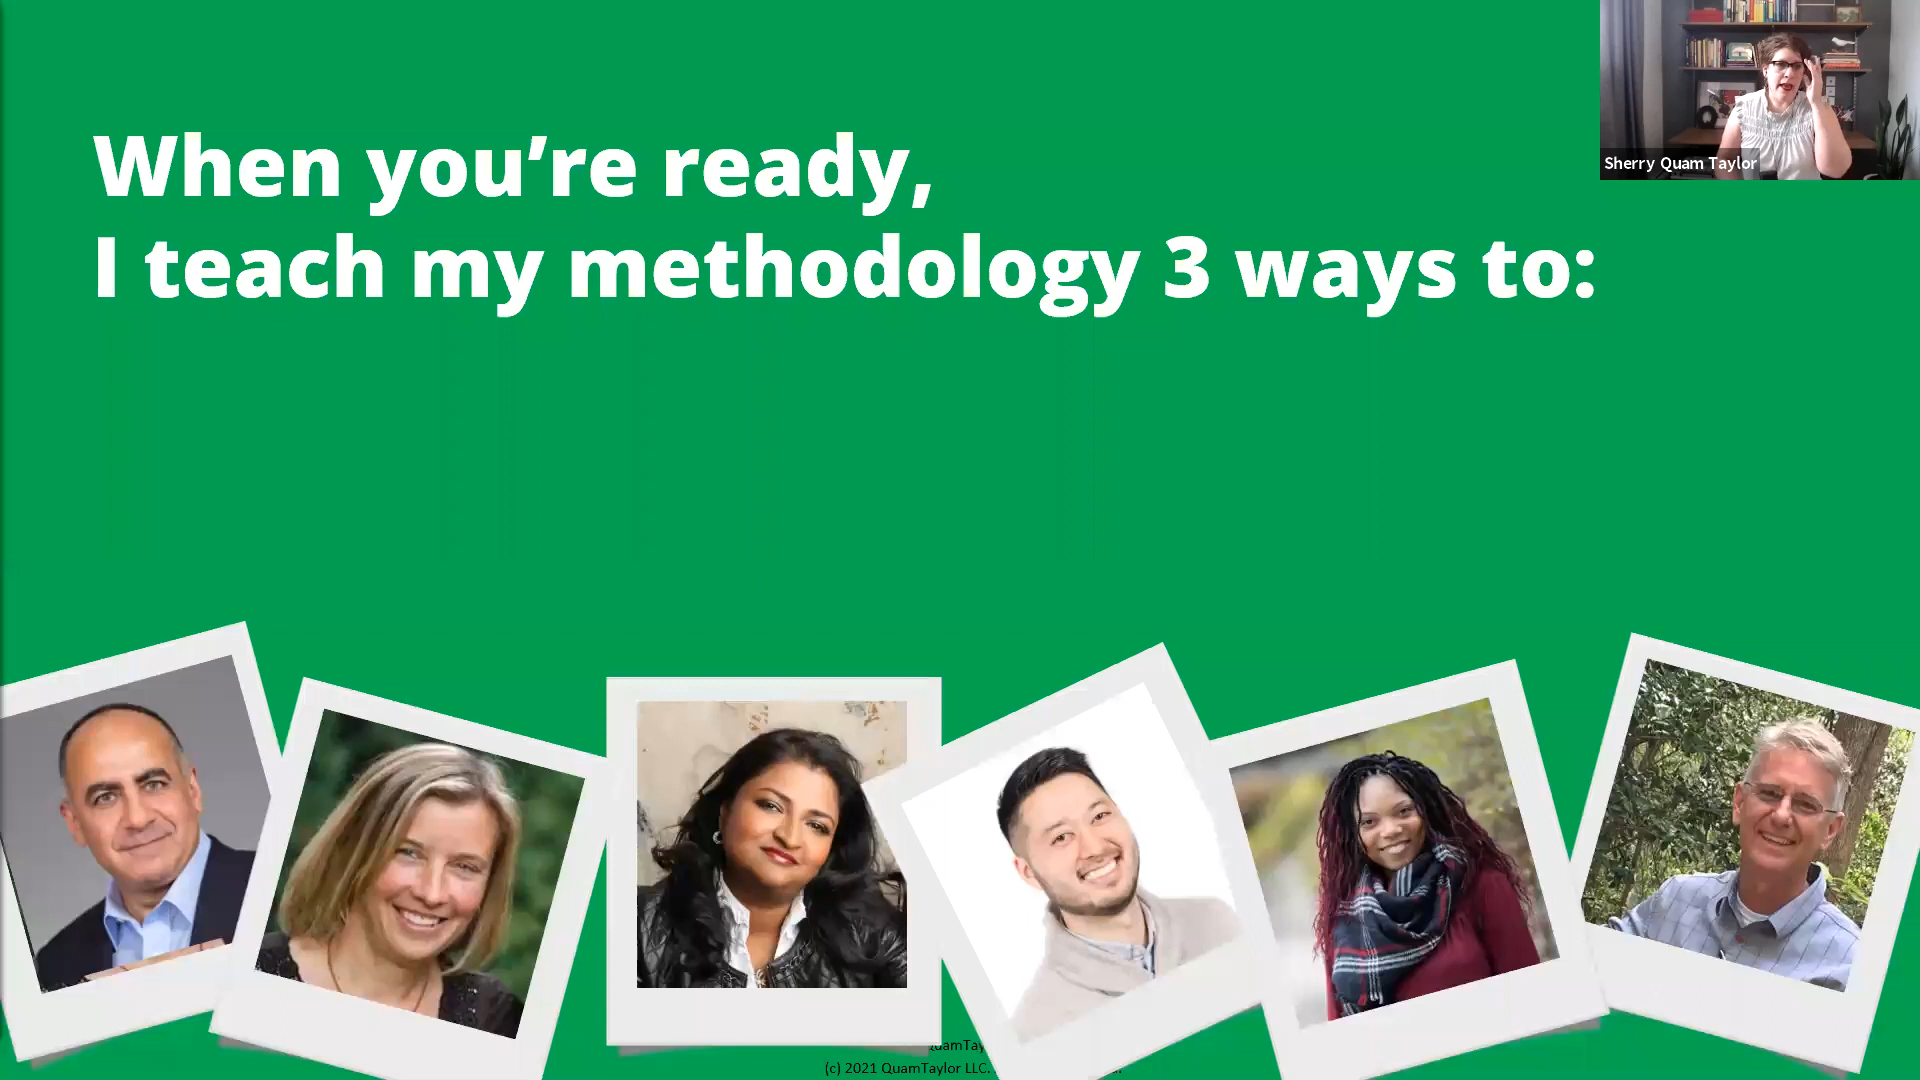 When you’re ready,
I teach my methodology 3 ways to:
Sherry Quam Taylor
(c) 2021 QuamTaylor LLC.